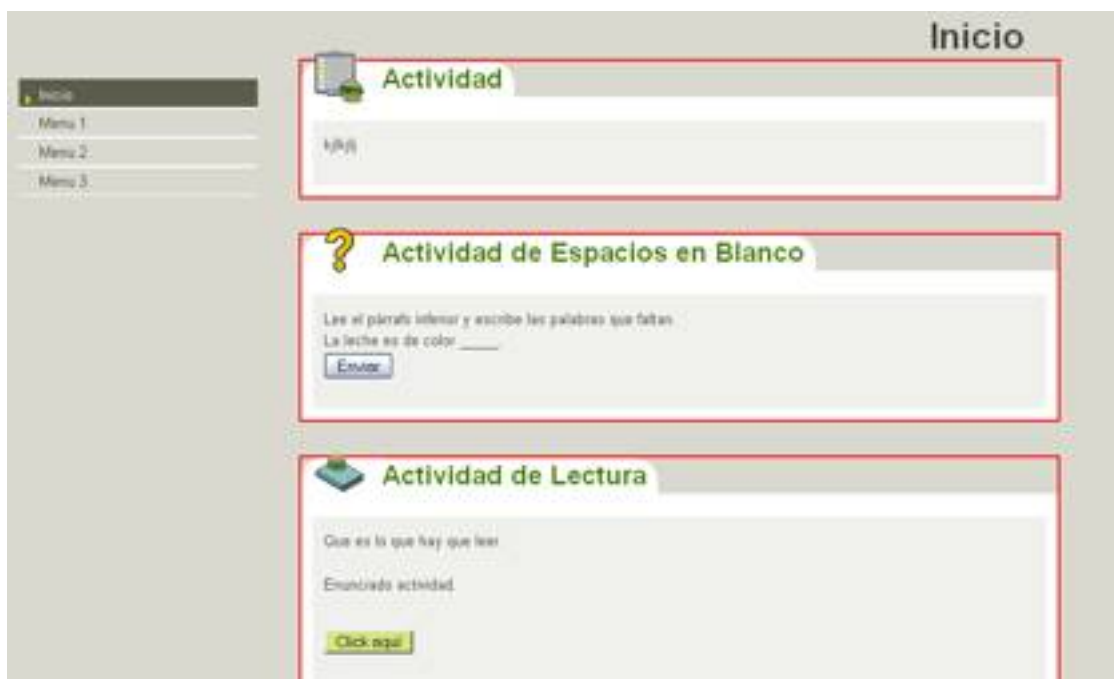 Inicio
Inicio
Menu 1
Menu 2
Menu 3
Actividad
Actividad de Espacios en Blanco
Lee el párrafo inferior y escribe las palabras que faltan
La leche es de color _____
Enviar
Actividad de Lectura
Que es lo que hay que leer
Enunciado actividad.
Click aquí